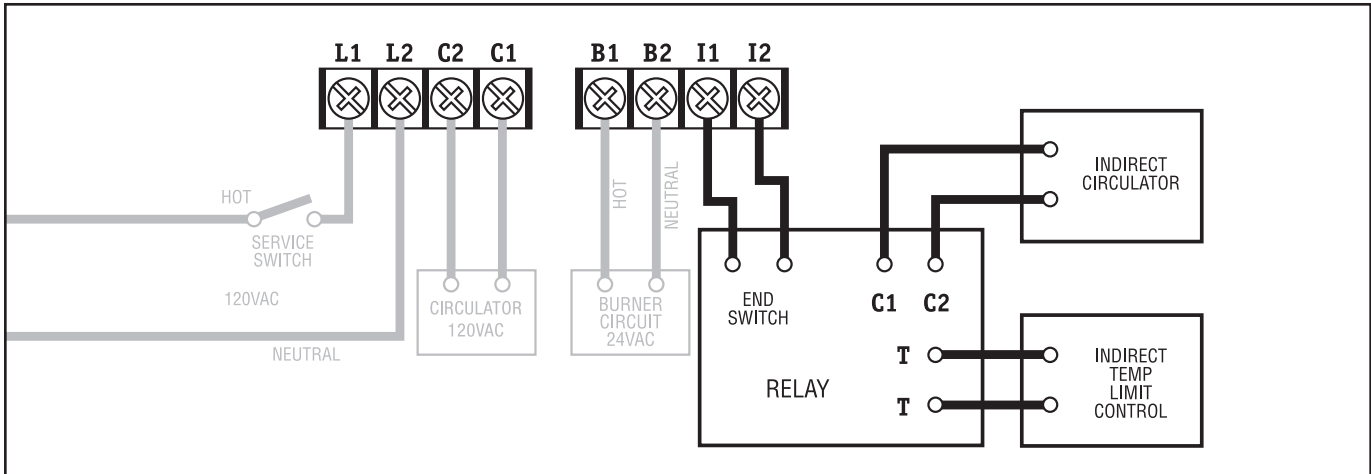 L1 L2 C2 C1 B1 B2 I1 I2
HOT
SERVICE
SWITCH
120VAC
NEUTRAL
CIRCULATOR
120VAC
HOT
NEUTRAL
BURNER
CIRCUIT
24VAC
END
SWITCH
C1 C2
T
T
RELAY
INDIRECT
CIRCULATOR
INDIRECT
TEMP
LIMIT
CONTROL